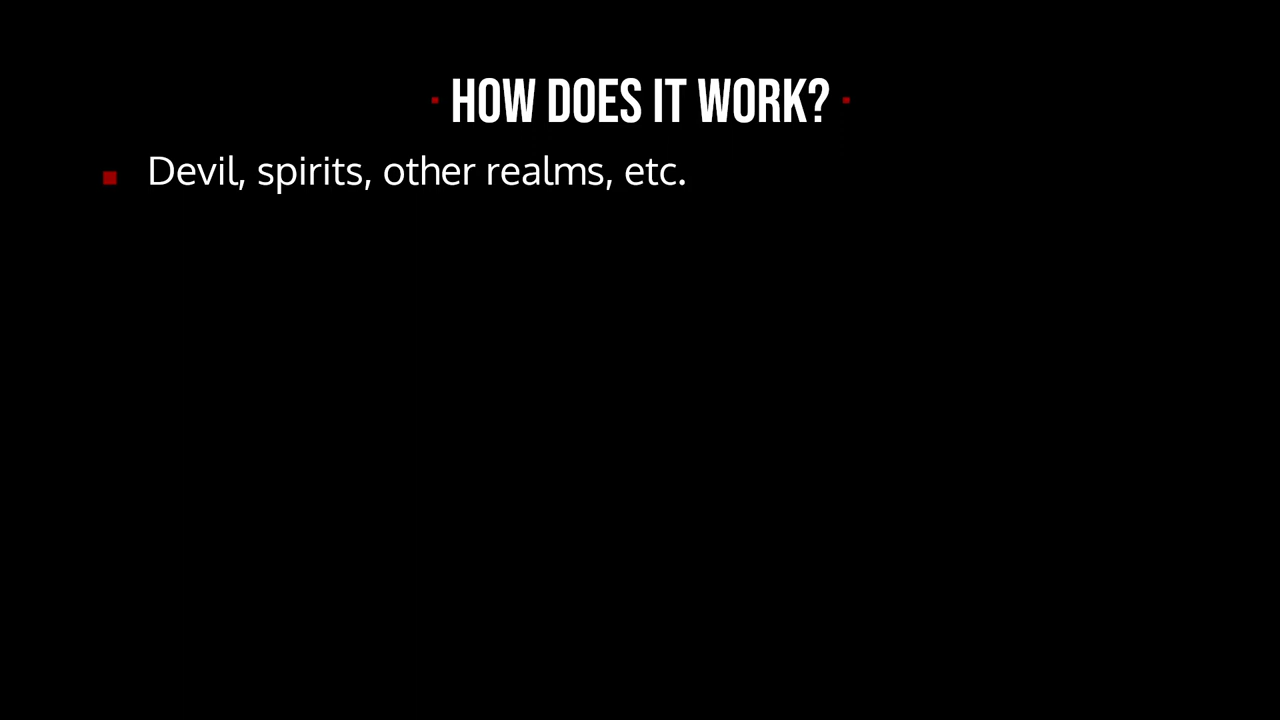 HOW DOES IT WORK?
Devil, spirits, other realms, etc.